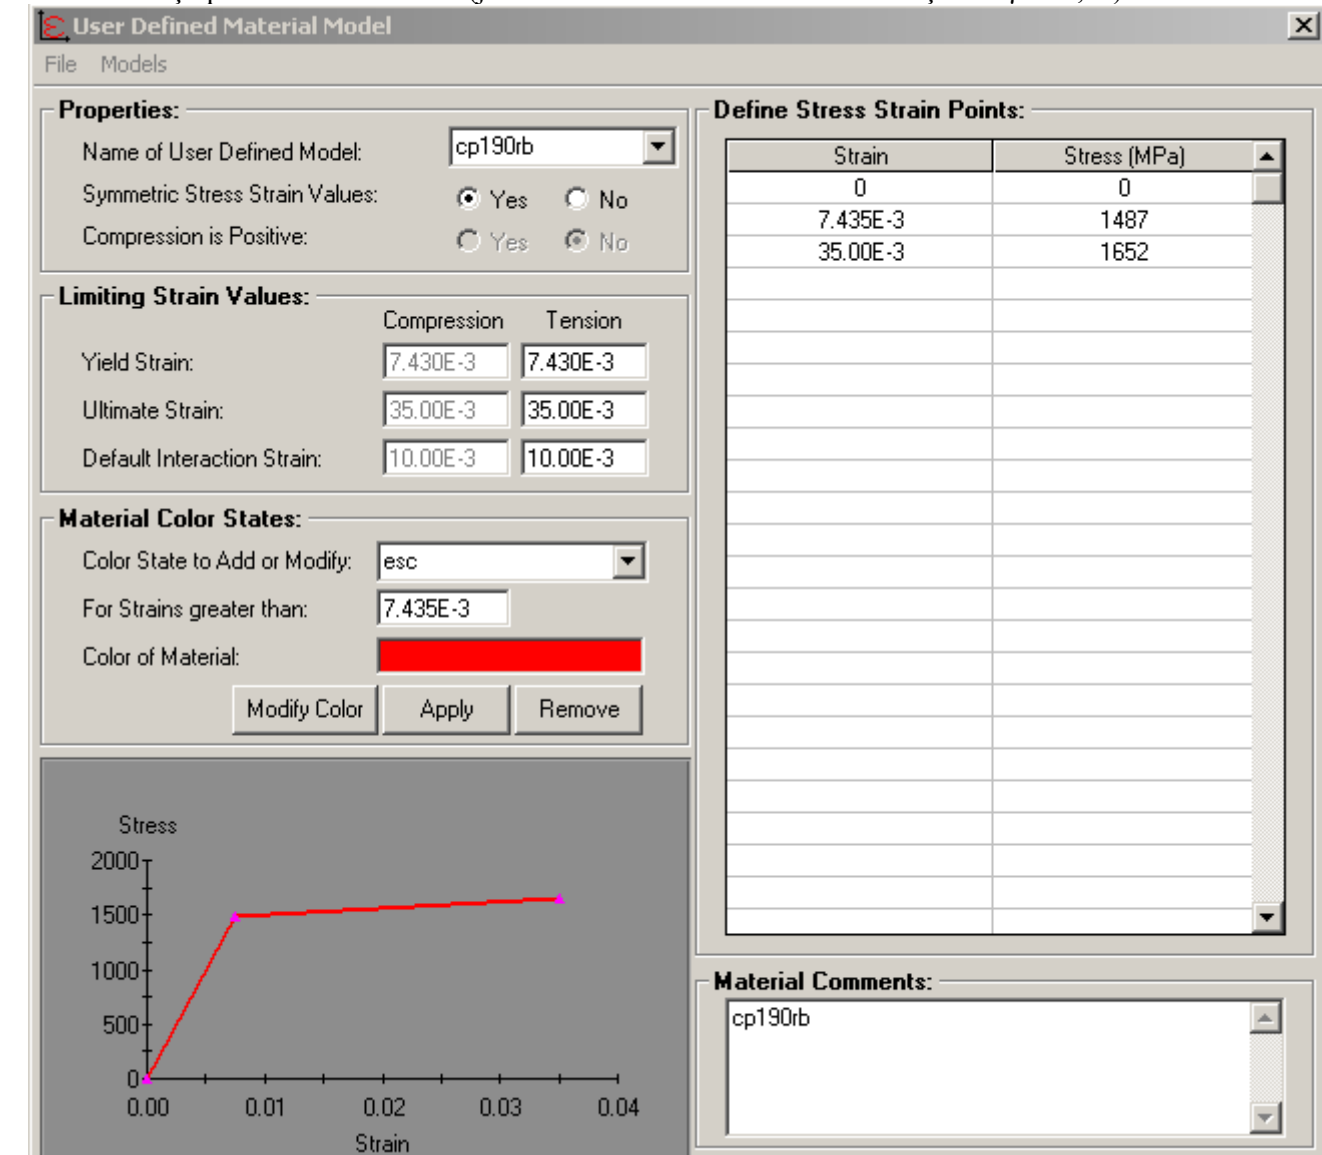 User Defined Material Model
File Models
Properties:
Name of User Defined Model: cp190rb
Symmetric Stress Strain Values: Yes No
Compression is Positive: Yes No
Limiting Strain Values:
Compression Tension
Yield Strain: 7.430E-3 7.430E-3
Ultimate Strain: 35.00E-3 35.00E-3
Default Interaction Strain: 10.00E-3 10.00E-3
Material Color States:
Color State to Add or Modify: esc
For Strains greater than: 7.435E-3
Color of Material:
Modify Color Apply Remove
Stress
2000
1500
1000
500
0
0.00 0.01 0.02 0.03 0.04
Strain
Define Stress Strain Points:
Strain Stress (MPa)
0 0
7.435E-3 1487
35.00E-3 1652
Material Comments:
cp190rb